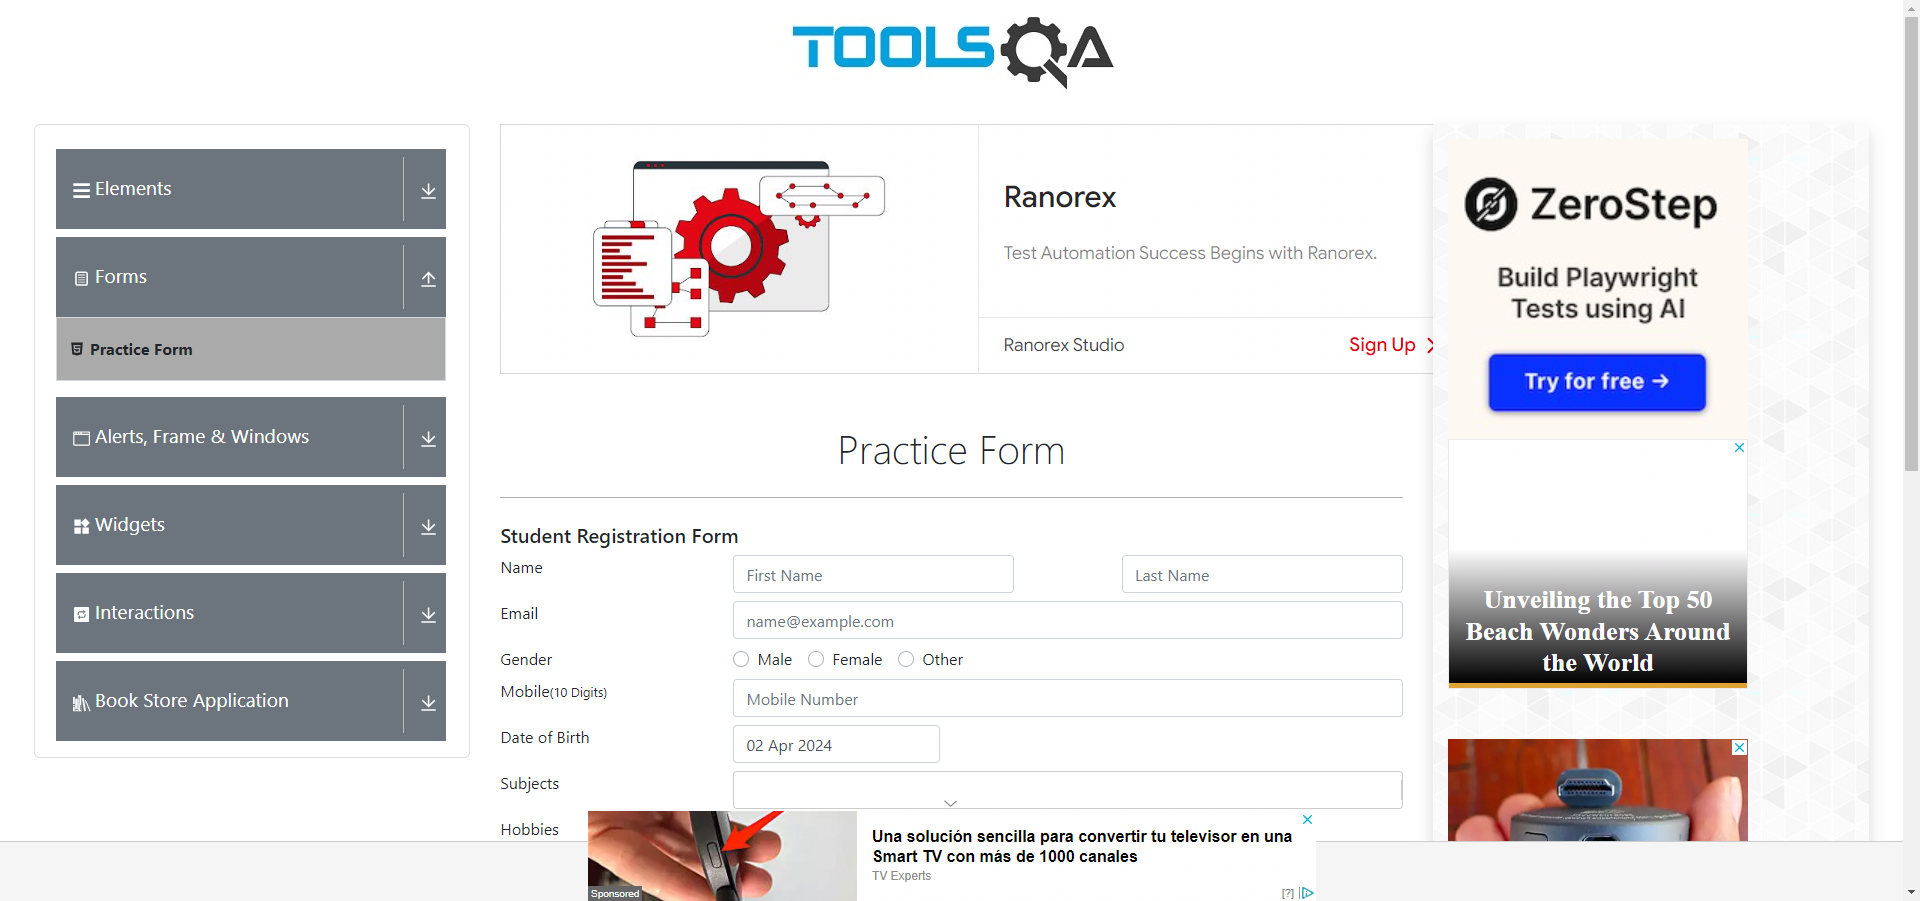 TOOLSQA
Elements
Forms
Practice Form
Alerts, Frame & Windows
Widgets
Interactions
Book Store Application
Ranorex
Test Automation Success Begins with Ranorex.
Ranorex Studio
Sign Up
Practice Form
Student Registration Form
Name
First Name
Last Name
Email
name@example.com
Gender
Male
Female
Other
Mobile(10 Digits)
Mobile Number
Date of Birth
02 Apr 2024
Subjects
Hobbies
ZeroStep
Build Playwright
Tests using AI
Try for free →
Unveiling the Top 50
Beach Wonders Around
the World
Una solución sencilla para convertir tu televisor en una
Smart TV con más de 1000 canales
TV Experts
Sponsored
[?]